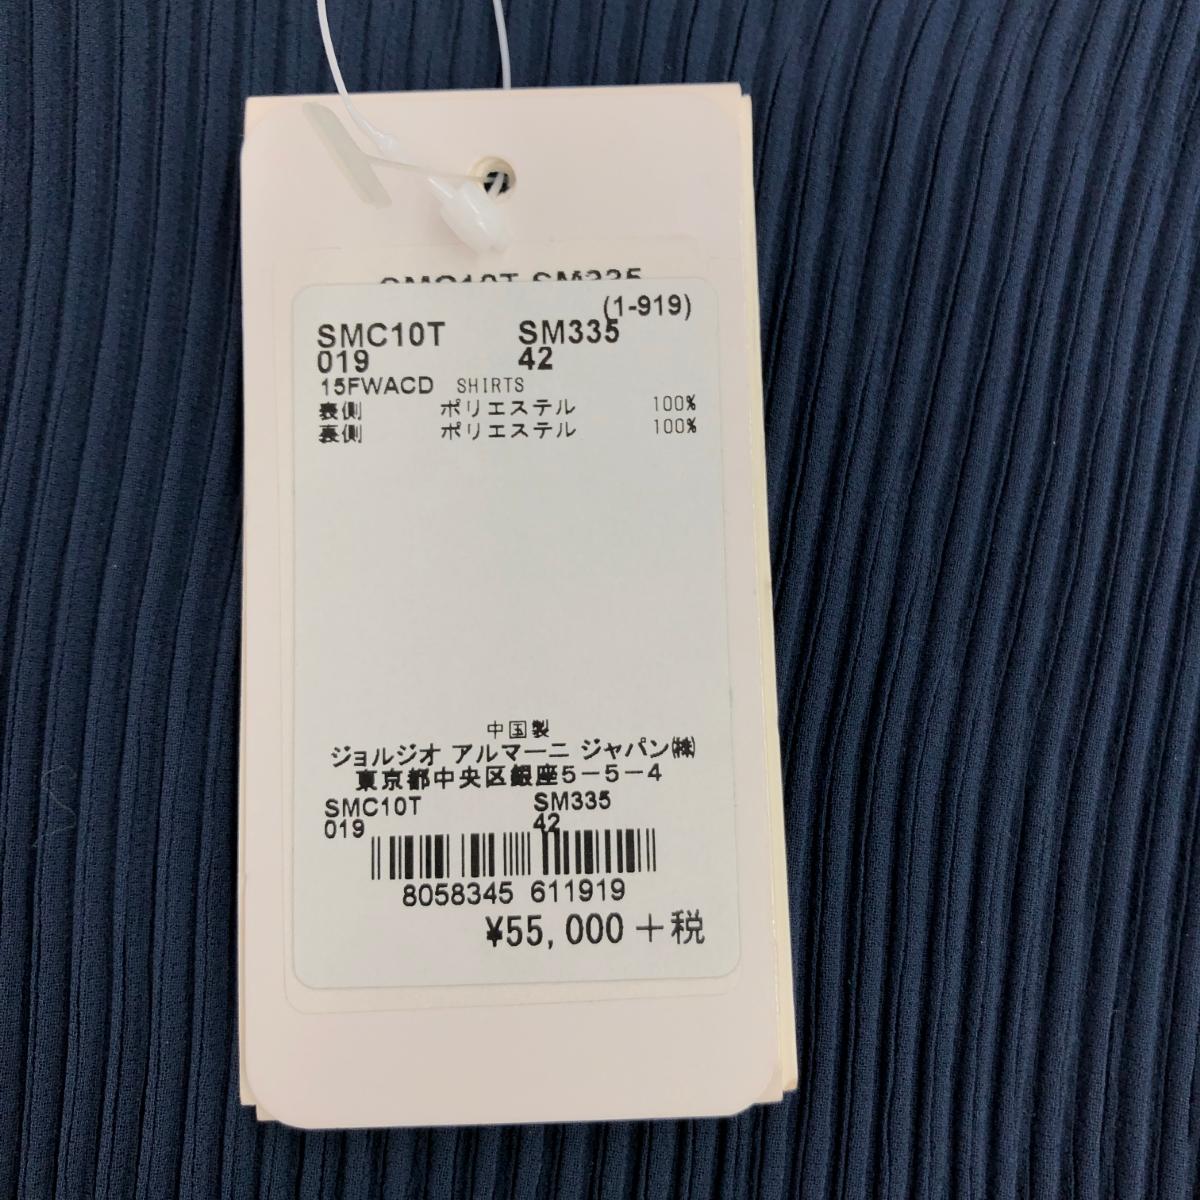 SMC10T SM335
(1-919)
SMC10T SM335
019 42
15FWACD SHIRTS
表側 ポリエステル 100%
裏側 ポリエステル 100%
中国製
ジョルジオ アルマーニ ジャパン㈱
東京都中央区銀座5-5-4
SMC10T SM335
019 42
8058345 611919
¥55,000+税